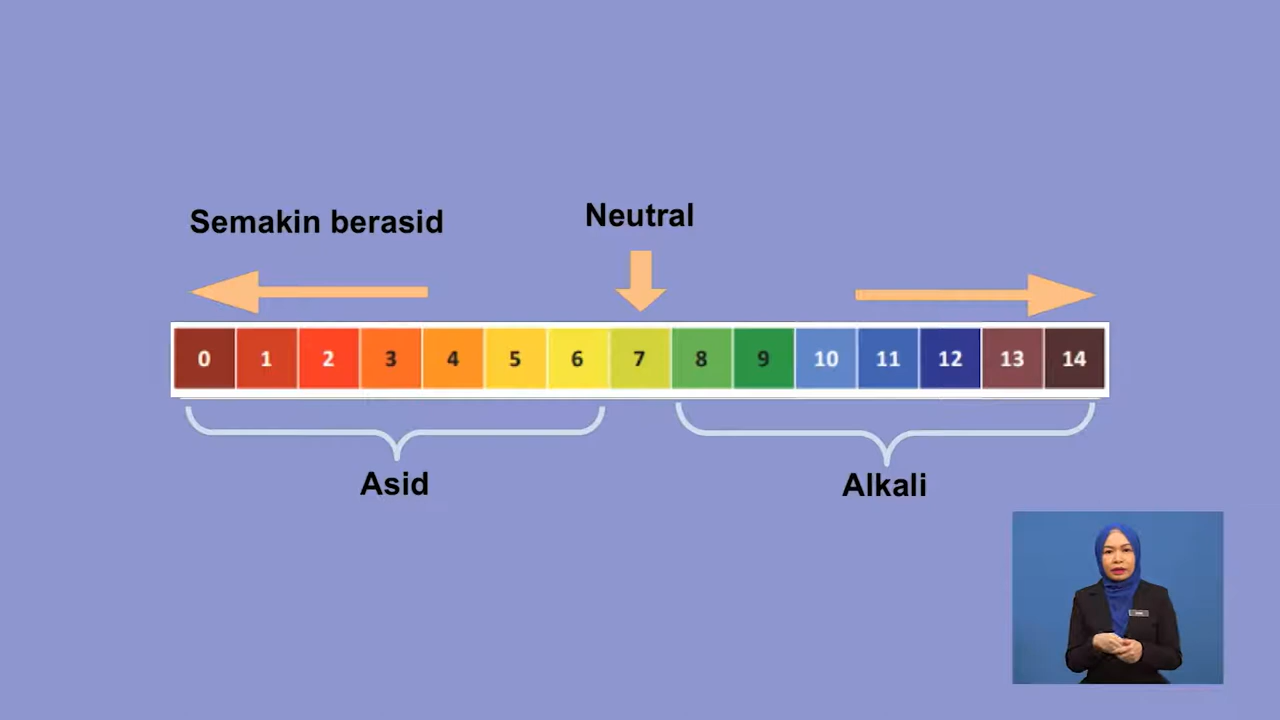 Semakin berasid
Neutral
0 1 2 3 4 5 6 7 8 9 10 11 12 13 14
Asid
Alkali